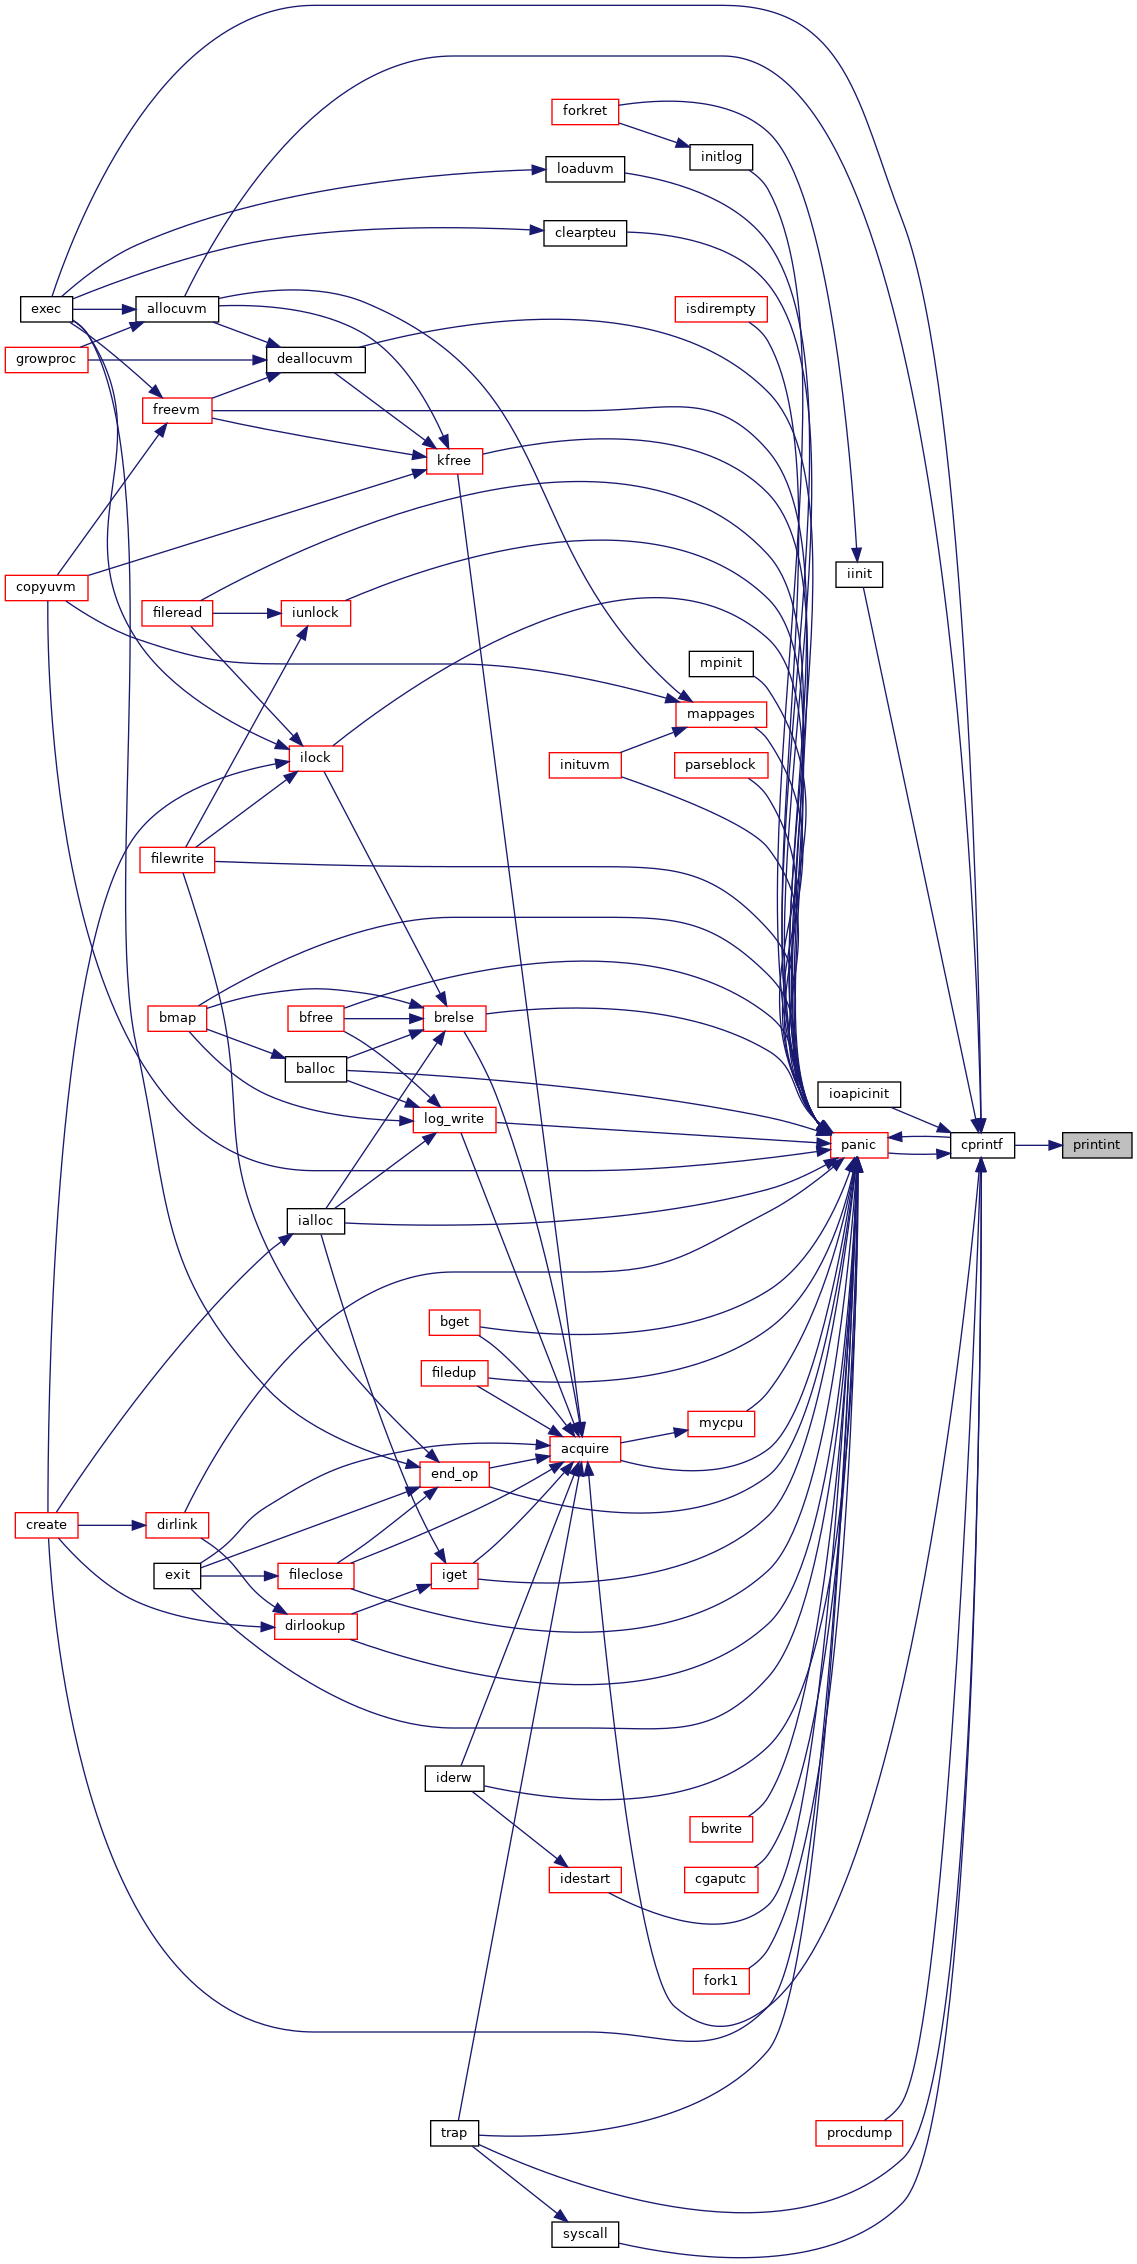 forkret
initlog
loaduvm
clearpteu
exec
allocuvm
isdirempty
growproc
deallocuvm
freevm
kfree
iinit
copyuvm
fileread
iunlock
mpinit
mappages
ilock
inituvm
parseblock
filewrite
bmap
bfree
brelse
balloc
ioapicinit
log_write
panic
cprintf
printint
ialloc
bget
filedup
mycpu
acquire
end_op
create
dirlink
exit
fileclose
iget
dirlookup
iderw
bwrite
idestart
cgaputc
fork1
trap
procdump
syscall